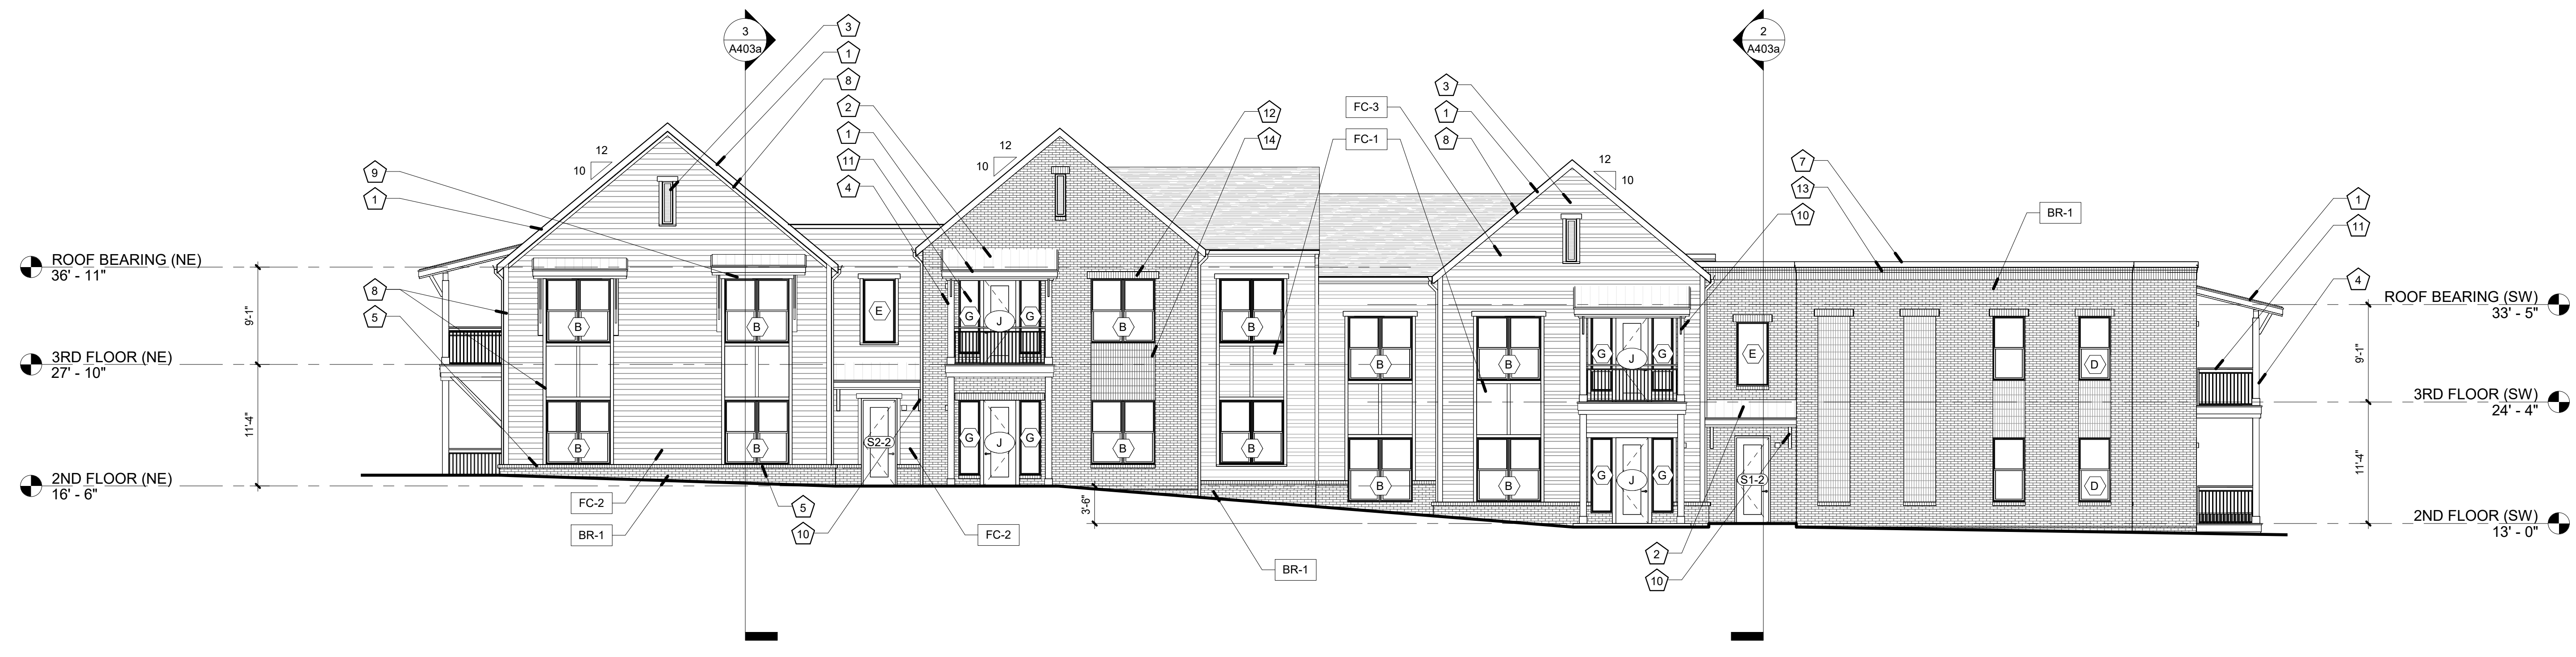 3
A403a
2
A403a
3
1
8
2
1
11
4
12
14
FC-3
FC-1
3
1
8
7
13
10
BR-1
1
11
4
9
1
8
5
12
10
12
10
12
10
ROOF BEARING (NE)
36' - 11"
3RD FLOOR (NE)
27' - 10"
2ND FLOOR (NE)
16' - 6"
9'-1"
11'-4"
ROOF BEARING (SW)
33' - 5"
3RD FLOOR (SW)
24' - 4"
2ND FLOOR (SW)
13' - 0"
9'-1"
11'-4"
3'-6"
B
B
E
G
J
G
B
B
B
B
G
J
G
E
D
B
B
S2-2
G
J
G
B
B
B
B
G
J
G
S1-2
D
FC-2
BR-1
5
10
FC-2
BR-1
2
10